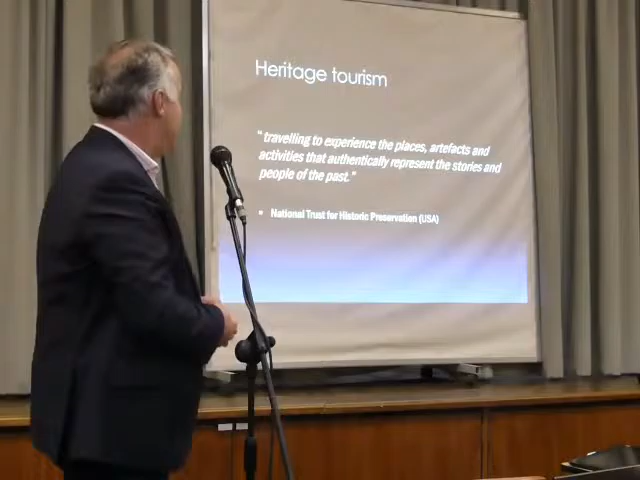 Heritage tourism
"travelling to experience the places, artefacts and
activities that authentically represent the stories and
people of the past."
• National Trust for Historic Preservation (USA)